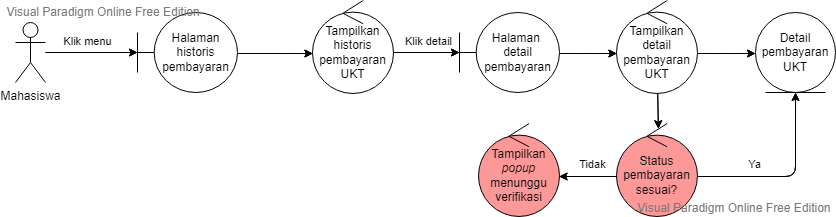 Visual Paradigm Online Free Edition
Mahasiswa
Klik menu
Halaman
historis
pembayaran
Tampilkan
historis
pembayaran
UKT
Klik detail
Halaman
detail
pembayaran
Tampilkan
detail
pembayaran
UKT
Detail
pembayaran
UKT
Tampilkan
popup
menunggu
verifikasi
Tidak
Status
pembayaran
sesuai?
Ya
Visual Paradigm Online Free Edition